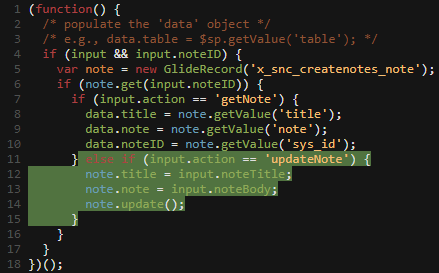 1 (function() {
2 /* populate the 'data' object */
3 /* e.g., data.table = $sp.getValue('table'); */
4 if (input && input.noteID) {
5 var note = new GlideRecord('x_snc_createnotes_note');
6 if (note.get(input.noteID)) {
7 if (input.action == 'getNote') {
8 data.title = note.getValue('title');
9 data.note = note.getValue('note');
10 data.noteID = note.getValue('sys_id');
11 } else if (input.action == 'updateNote') {
12 note.title = input.noteTitle;
13 note.note = input.noteBody;
14 note.update();
15 }
16 }
17 }
18 })();